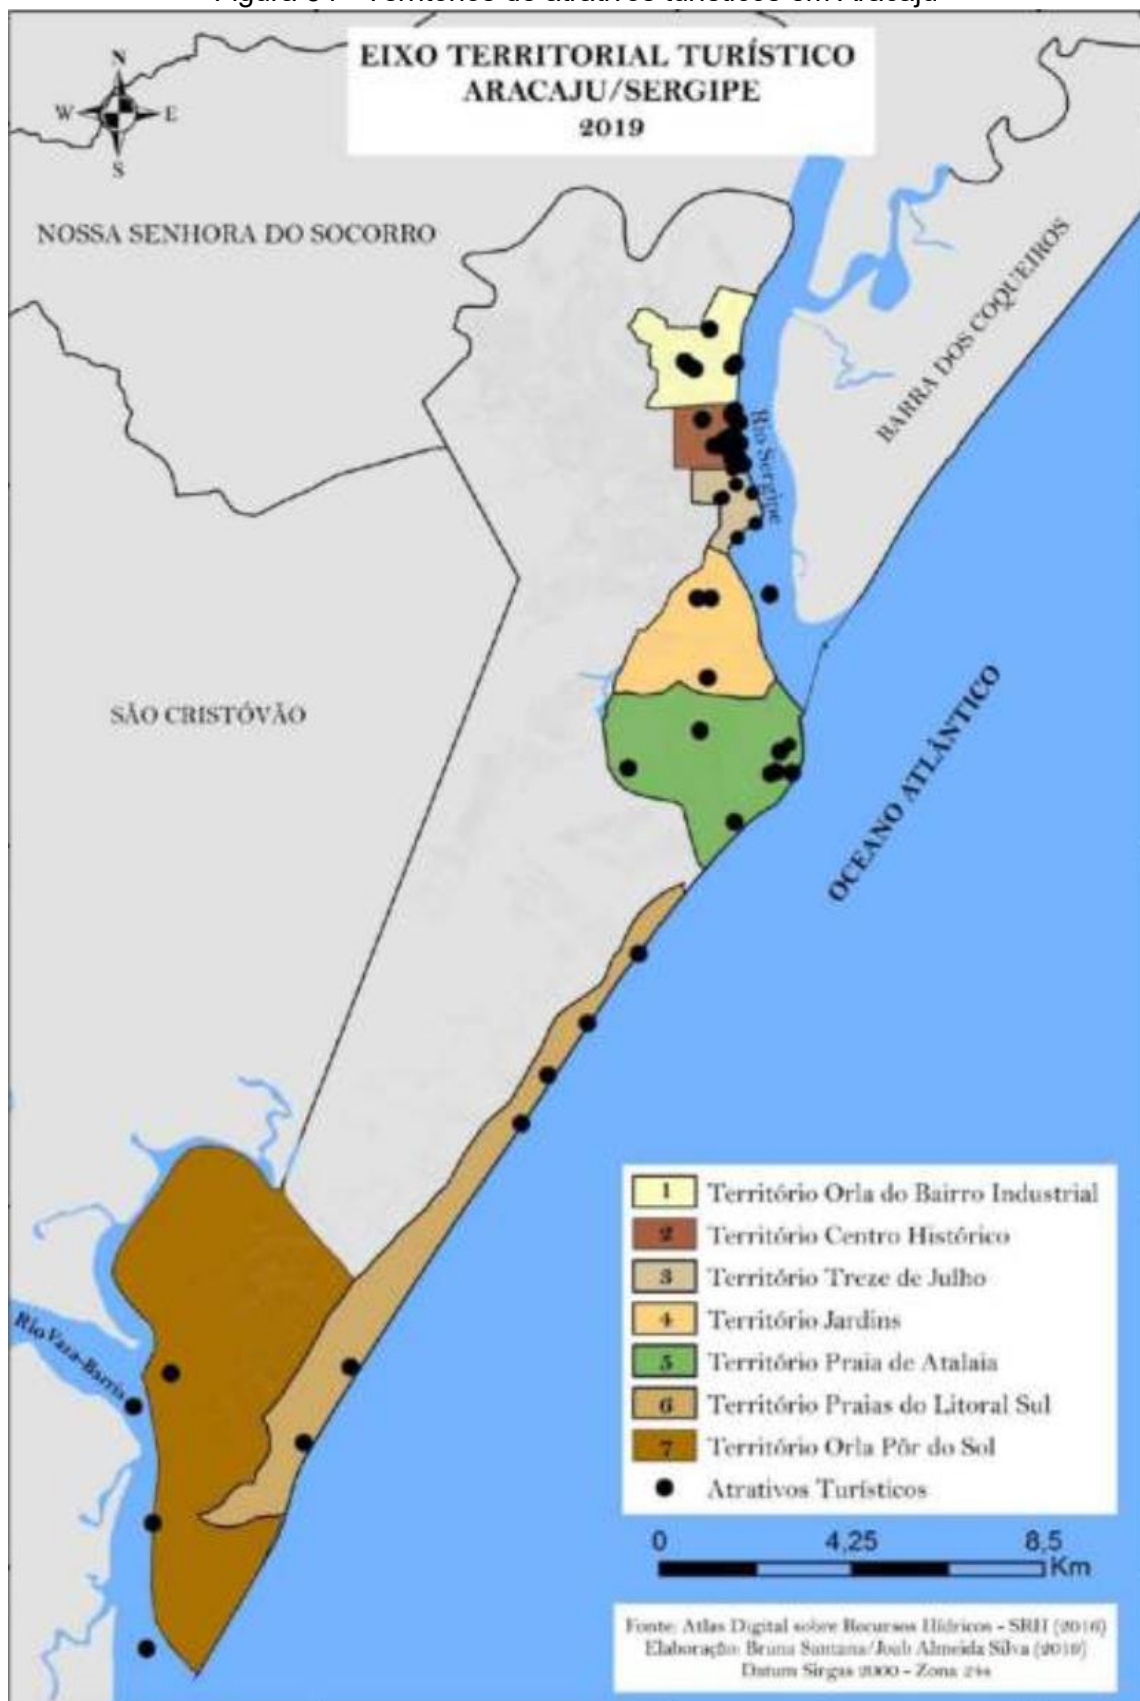 EIXO TERRITORIAL TURÍSTICO
ARACAJU/SERGIPE
2019
N
W
E
S
NOSSA SENHORA DO SOCORRO
BARRA DOS COQUEIROS
Rio Sergipe
SÃO CRISTÓVÃO
OCEANO ATLÂNTICO
Rio Vaza-Barris
1 Território Orla do Bairro Industrial
2 Território Centro Histórico
3 Território Treze de Julho
4 Território Jardins
5 Território Praia de Atalaia
6 Território Praias do Litoral Sul
7 Território Orla Pôr do Sol
Atrativos Turísticos
0 4,25 8,5
Km
Fonte: Atlas Digital sobre Recursos Hídricos - SRH (2016)
Elaboração: Bruna Santana/Joab Almeida Silva (2019)
Datum Sirgas 2000 - Zona 24s